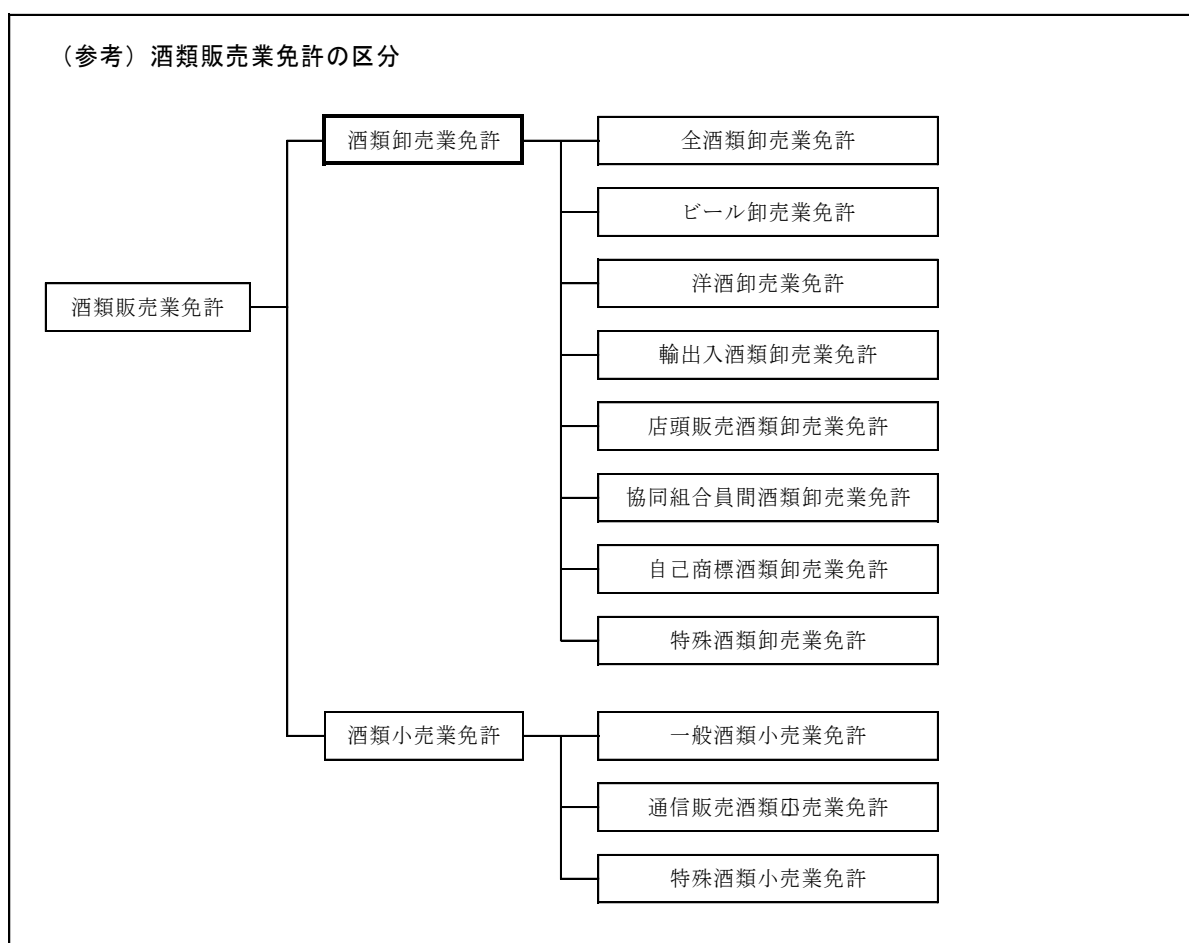 （参考）酒類販売業免許の区分
酒類卸売業免許
全酒類卸売業免許
ビール卸売業免許
洋酒卸売業免許
酒類販売業免許
輸出入酒類卸売業免許
店頭販売酒類卸売業免許
協同組合員間酒類卸売業免許
自己商標酒類卸売業免許
特殊酒類卸売業免許
酒類小売業免許
一般酒類小売業免許
通信販売酒類小売業免許
特殊酒類小売業免許